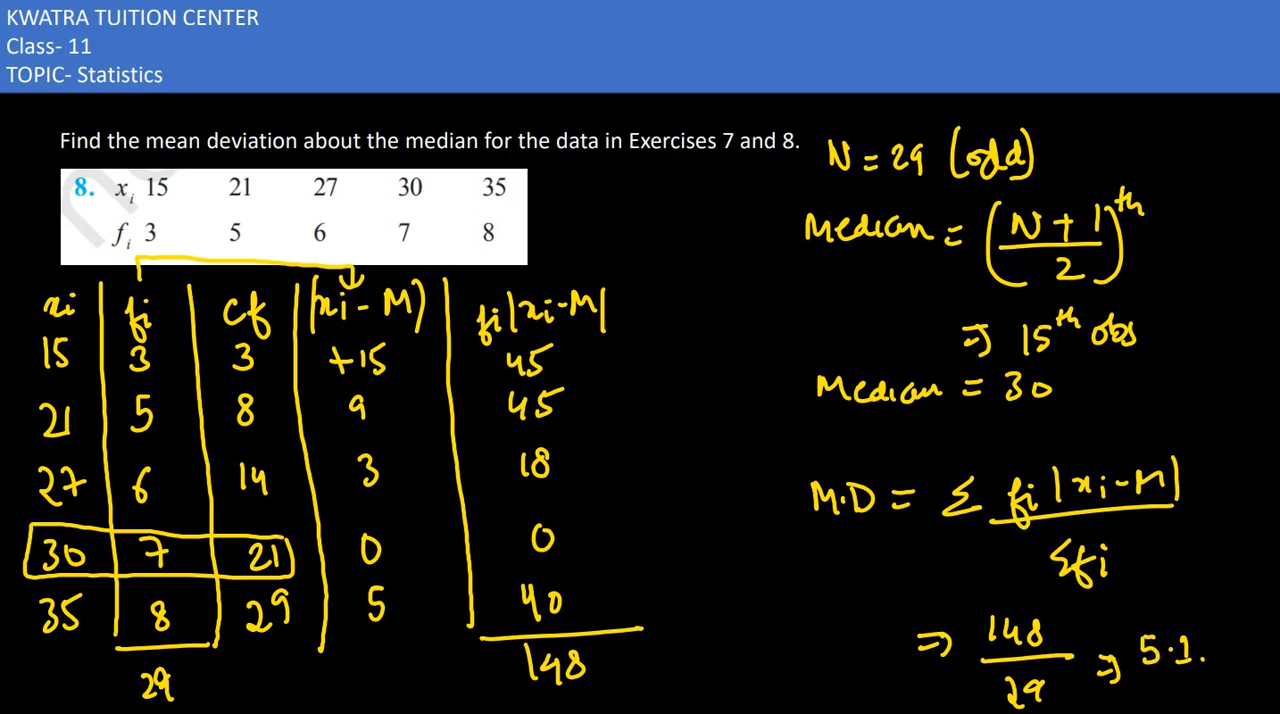 KWATRA TUITION CENTER
Class- 11
TOPIC- Statistics
Find the mean deviation about the median for the data in Exercises 7 and 8.
8. xᵢ 15 21 27 30 35
fᵢ 3 5 6 7 8
xi fi cf |xi - M| fi|xi-M|
15 3 3 +15 45
21 5 8 9 45
27 6 14 3 18
30 7 21 0 0
35 8 29 5 40
29 148
N = 29 (odd)
Median = (N + 1 / 2)th
⇒ 15th obs
Median = 30
M.D = Σ fi |xi - M| / Σfi
⇒ 148 / 29 ⇒ 5.1.